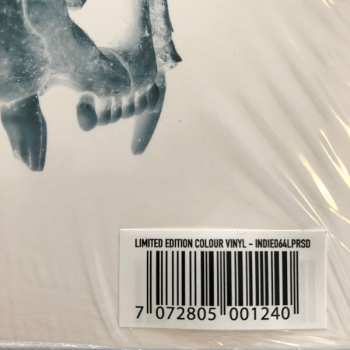 LIMITED EDITION COLOUR VINYL - INDIE064LPRSD
7 072805 001240